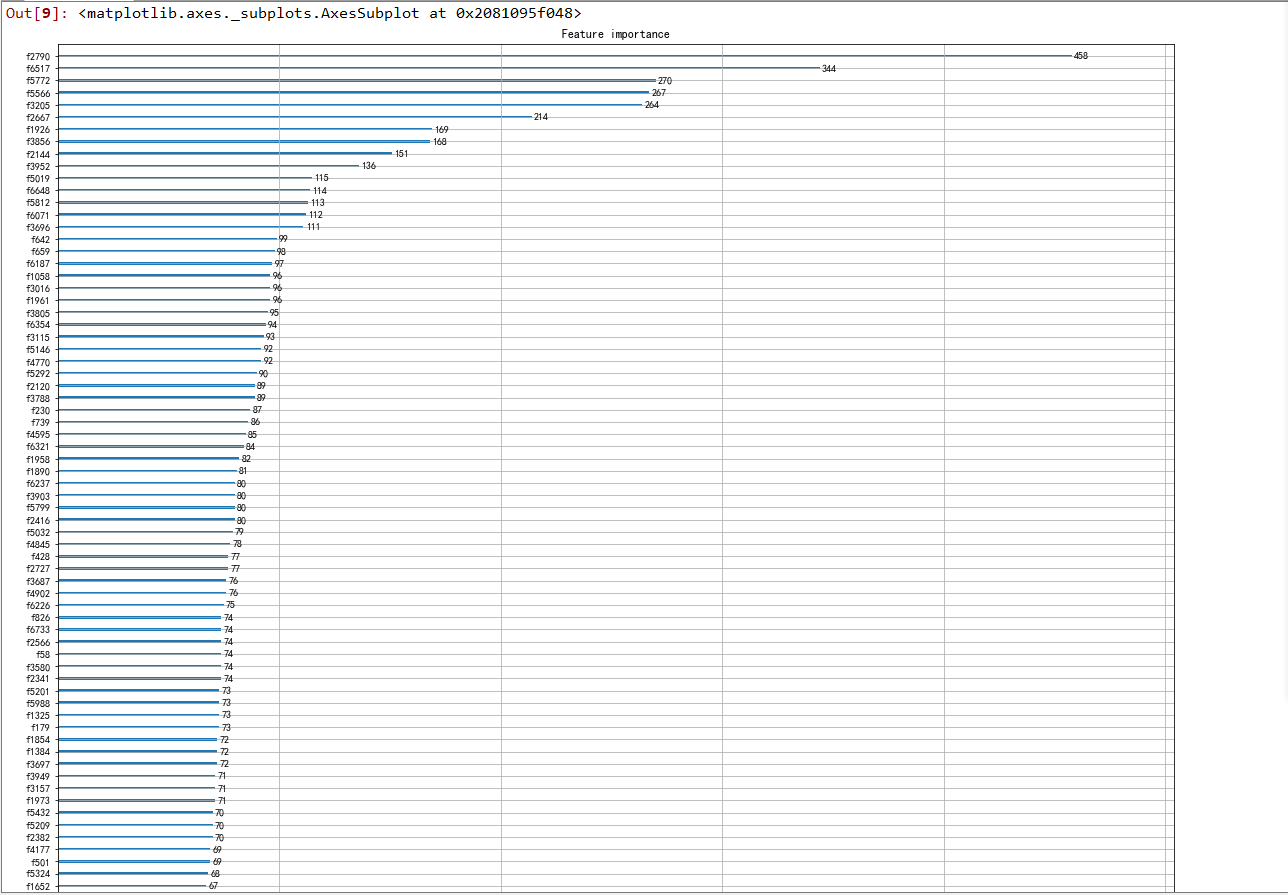 Out[9]: <matplotlib.axes._subplots.AxesSubplot at 0x2081095f048>
Feature importance
f2790 458
f6517 344
f5772 270
f5566 267
f3205 264
f2667 214
f1926 169
f3856 168
f2144 151
f3952 136
f5019 115
f6648 114
f5812 113
f6071 112
f3696 111
f642 99
f659 98
f6187 97
f1058 96
f3016 96
f1961 96
f3805 95
f6354 94
f3115 93
f5146 92
f4770 92
f5292 90
f2120 89
f3788 89
f230 87
f739 86
f4595 85
f6321 84
f1958 82
f1890 81
f6237 80
f3903 80
f5799 80
f2416 80
f5032 79
f4845 78
f428 77
f2727 77
f3687 76
f4902 76
f6226 75
f826 74
f6733 74
f2566 74
f58 74
f3580 74
f2341 74
f5201 73
f5988 73
f1325 73
f179 73
f1854 72
f1384 72
f3697 72
f3949 71
f3157 71
f1973 71
f5432 70
f5209 70
f2382 70
f4177 69
f501 69
f5324 68
f1652 67